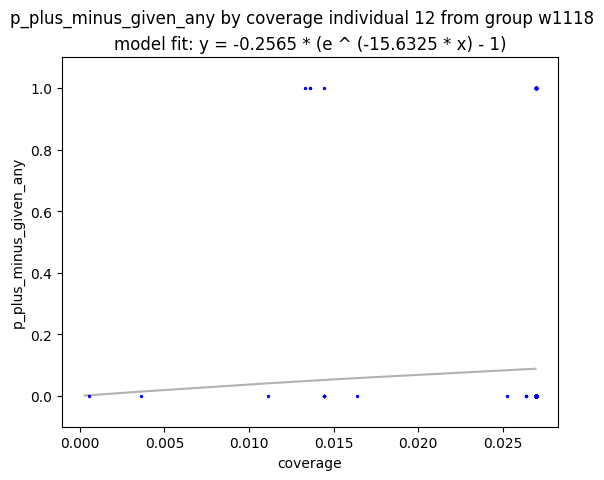 p_plus_minus_given_any by coverage individual 12 from group w1118
model fit: y = -0.2565 * (e ^ (-15.6325 * x) - 1)
1.0
0.8
0.6
0.4
0.2
0.0
p_plus_minus_given_any
0.000 0.005 0.010 0.015 0.020 0.025
coverage